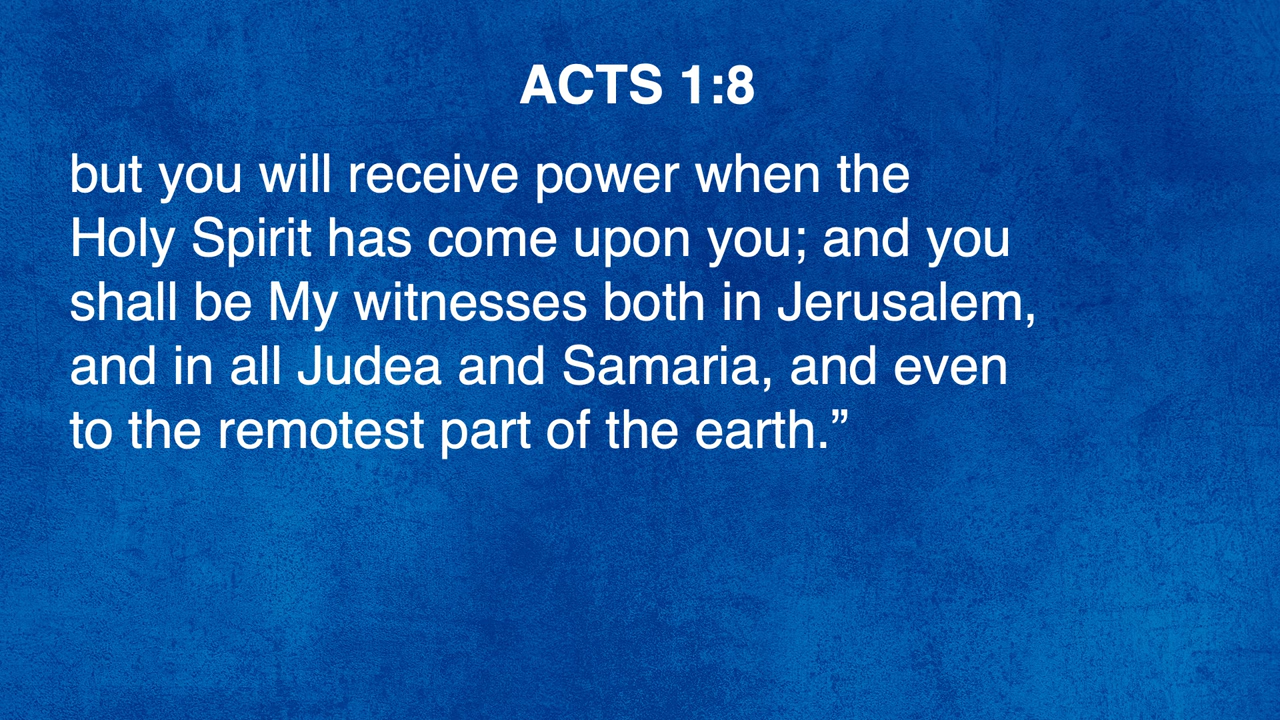 ACTS 1:8
but you will receive power when the
Holy Spirit has come upon you; and you
shall be My witnesses both in Jerusalem,
and in all Judea and Samaria, and even
to the remotest part of the earth.”